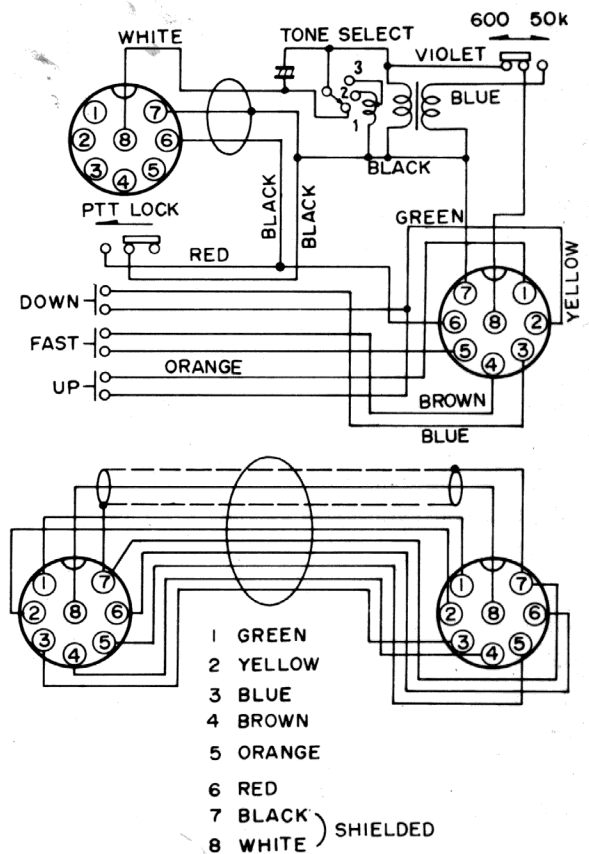 600 50k
WHITE
TONE SELECT
VIOLET
3
2
1
BLUE
1 7
2 8 6
3 4 5
BLACK
PTT LOCK
BLACK
BLACK
GREEN
YELLOW
RED
7 1
6 8 2
5 4 3
DOWN
FAST
ORANGE
UP
BROWN
BLUE
1 7
2 8 6
3 4 5
1 7
2 8 6
3 4 5
1 GREEN
2 YELLOW
3 BLUE
4 BROWN
5 ORANGE
6 RED
7 BLACK
8 WHITE
SHIELDED